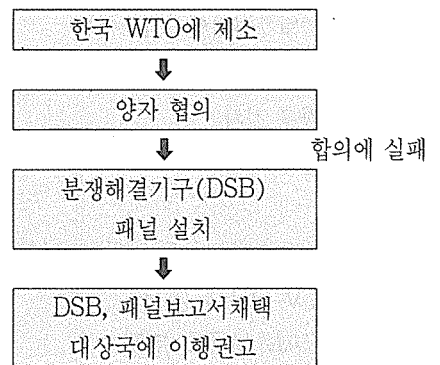 한국 WTO에 제소
양자 협의
합의에 실패
분쟁해결기구(DSB)
패널 설치
DSB, 패널보고서채택
대상국에 이행권고